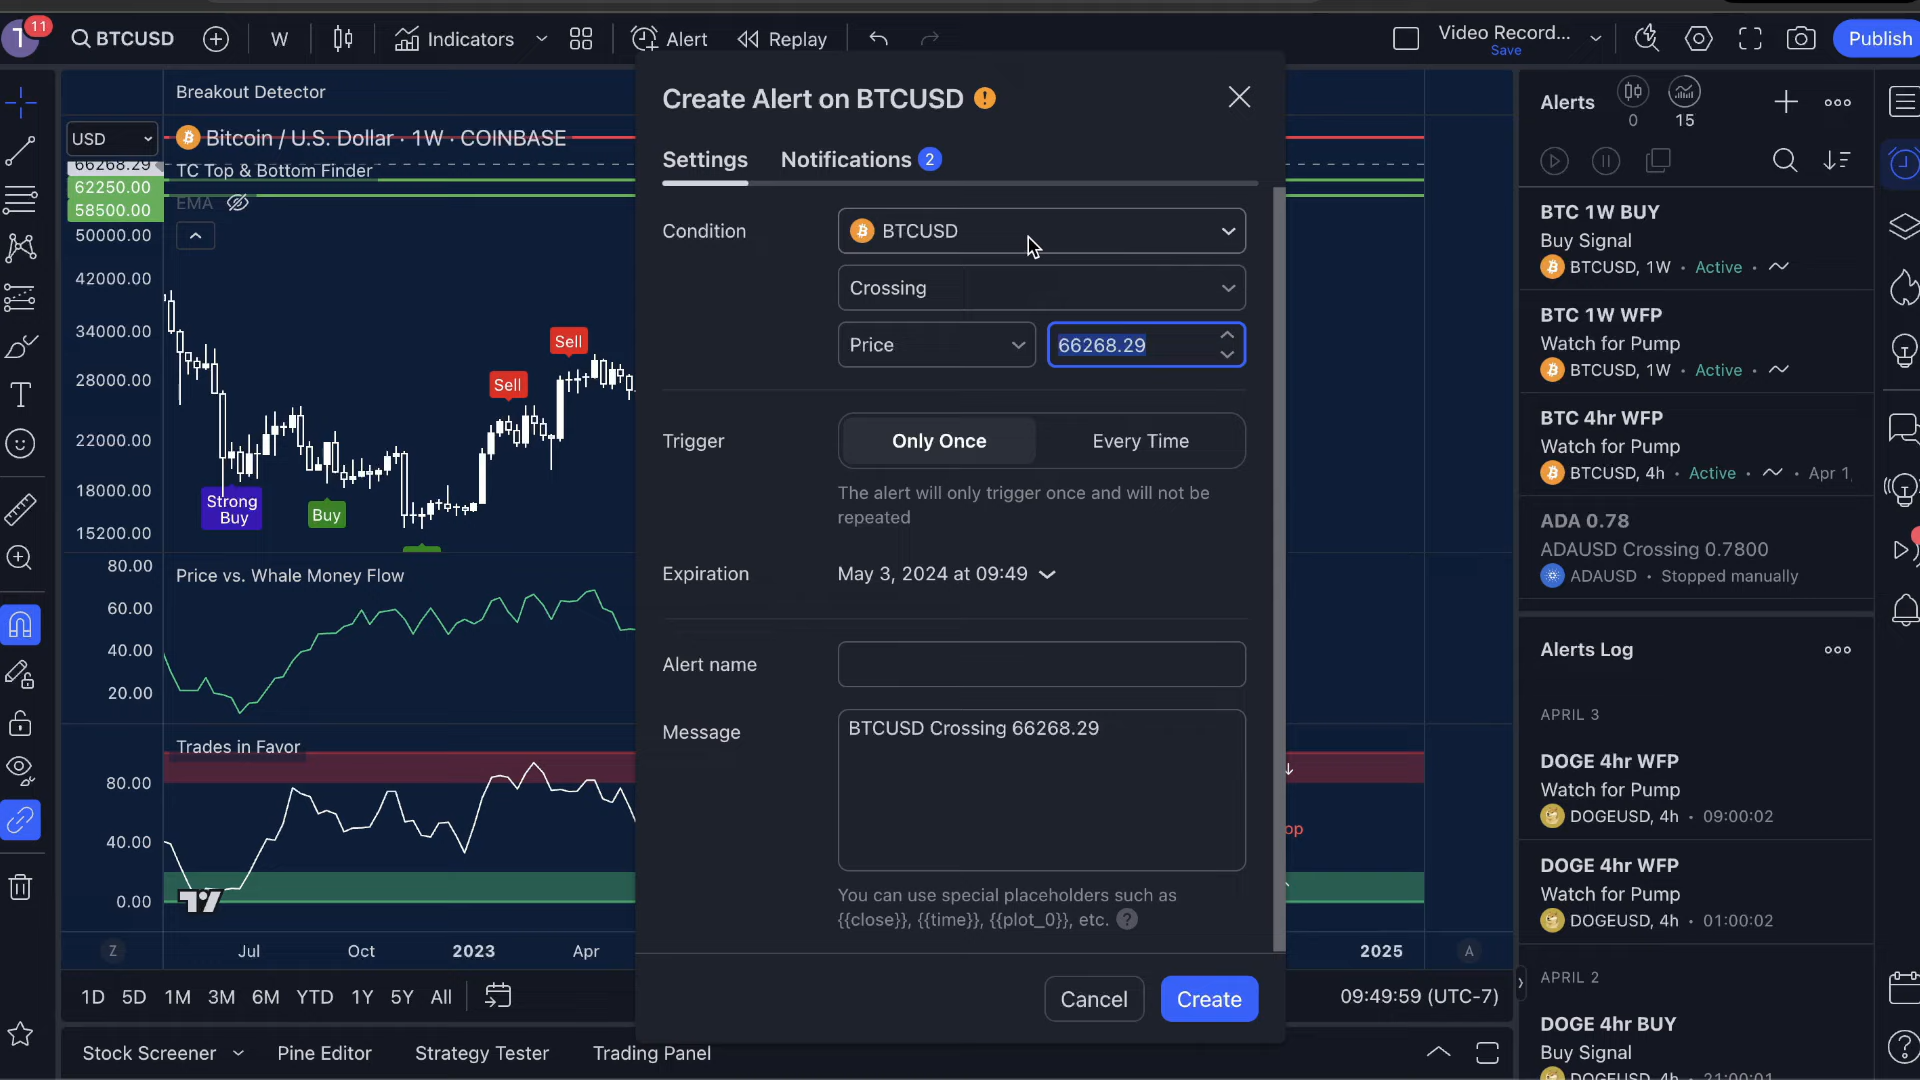 T 11 BTCUSD W Indicators Alert Replay Video Record... Save Publish
Breakout Detector
USD Bitcoin / U.S. Dollar · 1W · COINBASE
66268.29 TC Top & Bottom Finder
62250.00
EMA
58500.00
50000.00
42000.00
34000.00
28000.00
22000.00
18000.00
15200.00
Sell
Sell
Strong
Buy
Buy
80.00
Price vs. Whale Money Flow
60.00
40.00
20.00
Trades in Favor
80.00
40.00
0.00
op
Z Jul Oct 2023 Apr 2025 A
1D 5D 1M 3M 6M YTD 1Y 5Y All 09:49:59 (UTC-7)
Stock Screener Pine Editor Strategy Tester Trading Panel
Create Alert on BTCUSD !
Settings Notifications 2
Condition BTCUSD
Crossing
Price 66268.29
Trigger Only Once Every Time
The alert will only trigger once and will not be
repeated
Expiration May 3, 2024 at 09:49
Alert name
Message BTCUSD Crossing 66268.29
You can use special placeholders such as
{{close}}, {{time}}, {{plot_0}}, etc. ?
Cancel Create
Alerts 0 15
BTC 1W BUY
Buy Signal
BTCUSD, 1W · Active ·
BTC 1W WFP
Watch for Pump
BTCUSD, 1W · Active ·
BTC 4hr WFP
Watch for Pump
BTCUSD, 4h · Active · · Apr 1,
ADA 0.78
ADAUSD Crossing 0.7800
ADAUSD · Stopped manually
Alerts Log
APRIL 3
DOGE 4hr WFP
Watch for Pump
DOGEUSD, 4h · 09:00:02
DOGE 4hr WFP
Watch for Pump
DOGEUSD, 4h · 01:00:02
APRIL 2
DOGE 4hr BUY
Buy Signal
DOGEUSD, 4h · 21:00:01